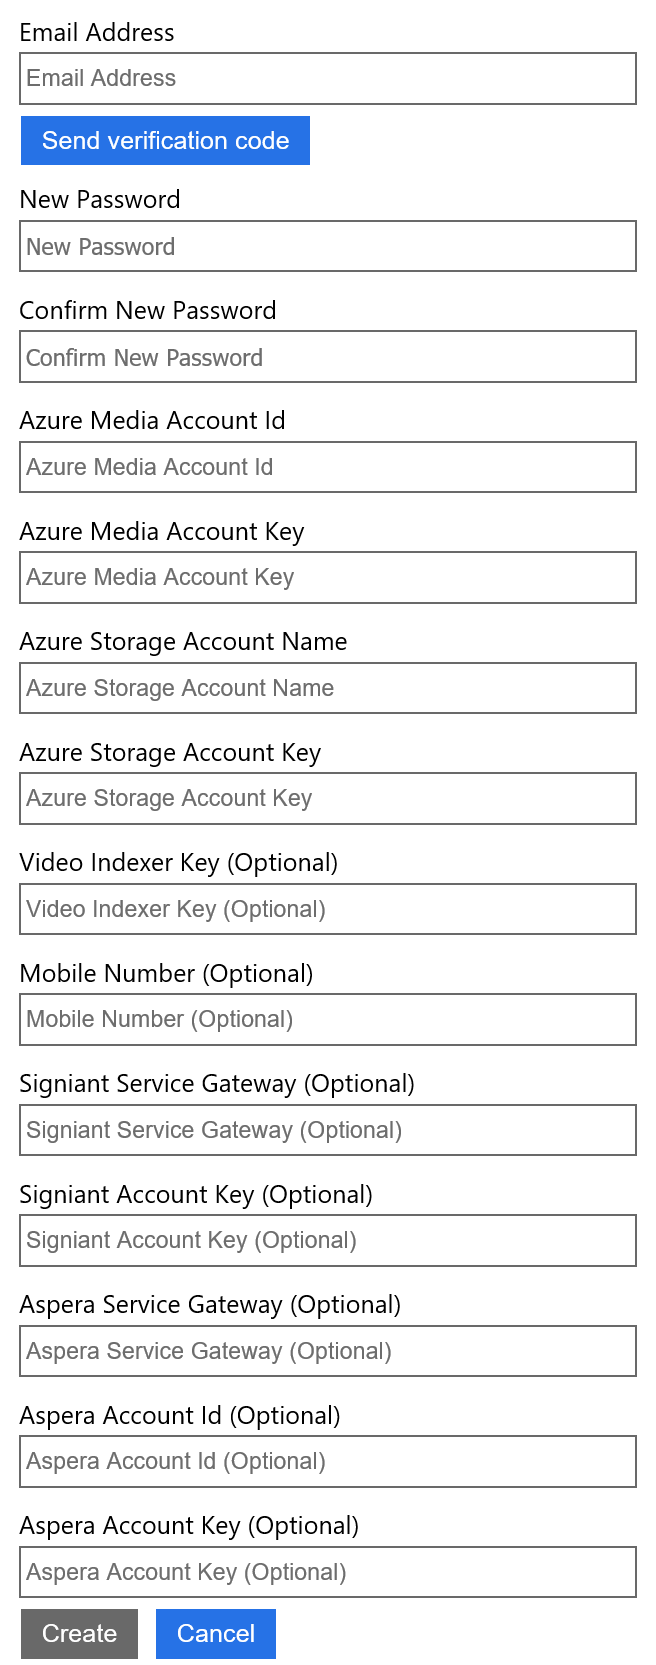 Email Address
Email Address
Send verification code
New Password
New Password
Confirm New Password
Confirm New Password
Azure Media Account Id
Azure Media Account Id
Azure Media Account Key
Azure Media Account Key
Azure Storage Account Name
Azure Storage Account Name
Azure Storage Account Key
Azure Storage Account Key
Video Indexer Key (Optional)
Video Indexer Key (Optional)
Mobile Number (Optional)
Mobile Number (Optional)
Signiant Service Gateway (Optional)
Signiant Service Gateway (Optional)
Signiant Account Key (Optional)
Signiant Account Key (Optional)
Aspera Service Gateway (Optional)
Aspera Service Gateway (Optional)
Aspera Account Id (Optional)
Aspera Account Id (Optional)
Aspera Account Key (Optional)
Aspera Account Key (Optional)
Create Cancel